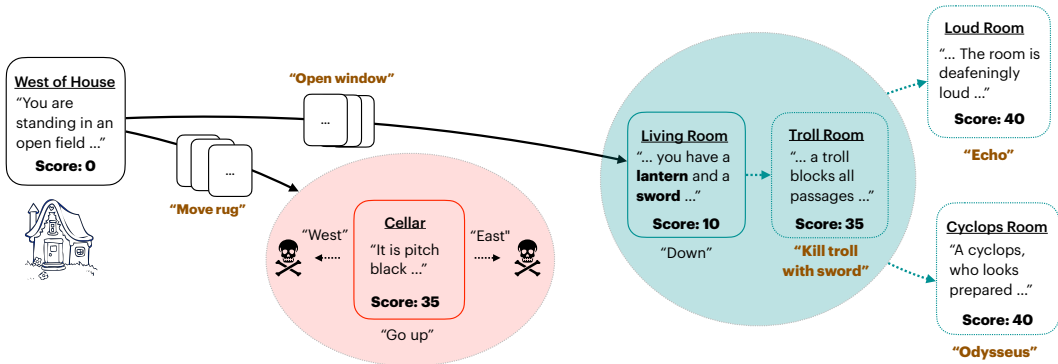 West of House
“You are
standing in an
open field ...”
Score: 0
“Open window”
...
...
“Move rug”
Cellar
“It is pitch
black ...”
Score: 35
“West”
“East"
“Go up”
Living Room
“... you have a
lantern and a
sword ...”
Score: 10
“Down”
Troll Room
“... a troll
blocks all
passages ...”
Score: 35
“Kill troll
with sword”
Loud Room
“... The room is
deafeningly
loud ...”
Score: 40
“Echo”
Cyclops Room
“A cyclops,
who looks
prepared ...”
Score: 40
“Odysseus”